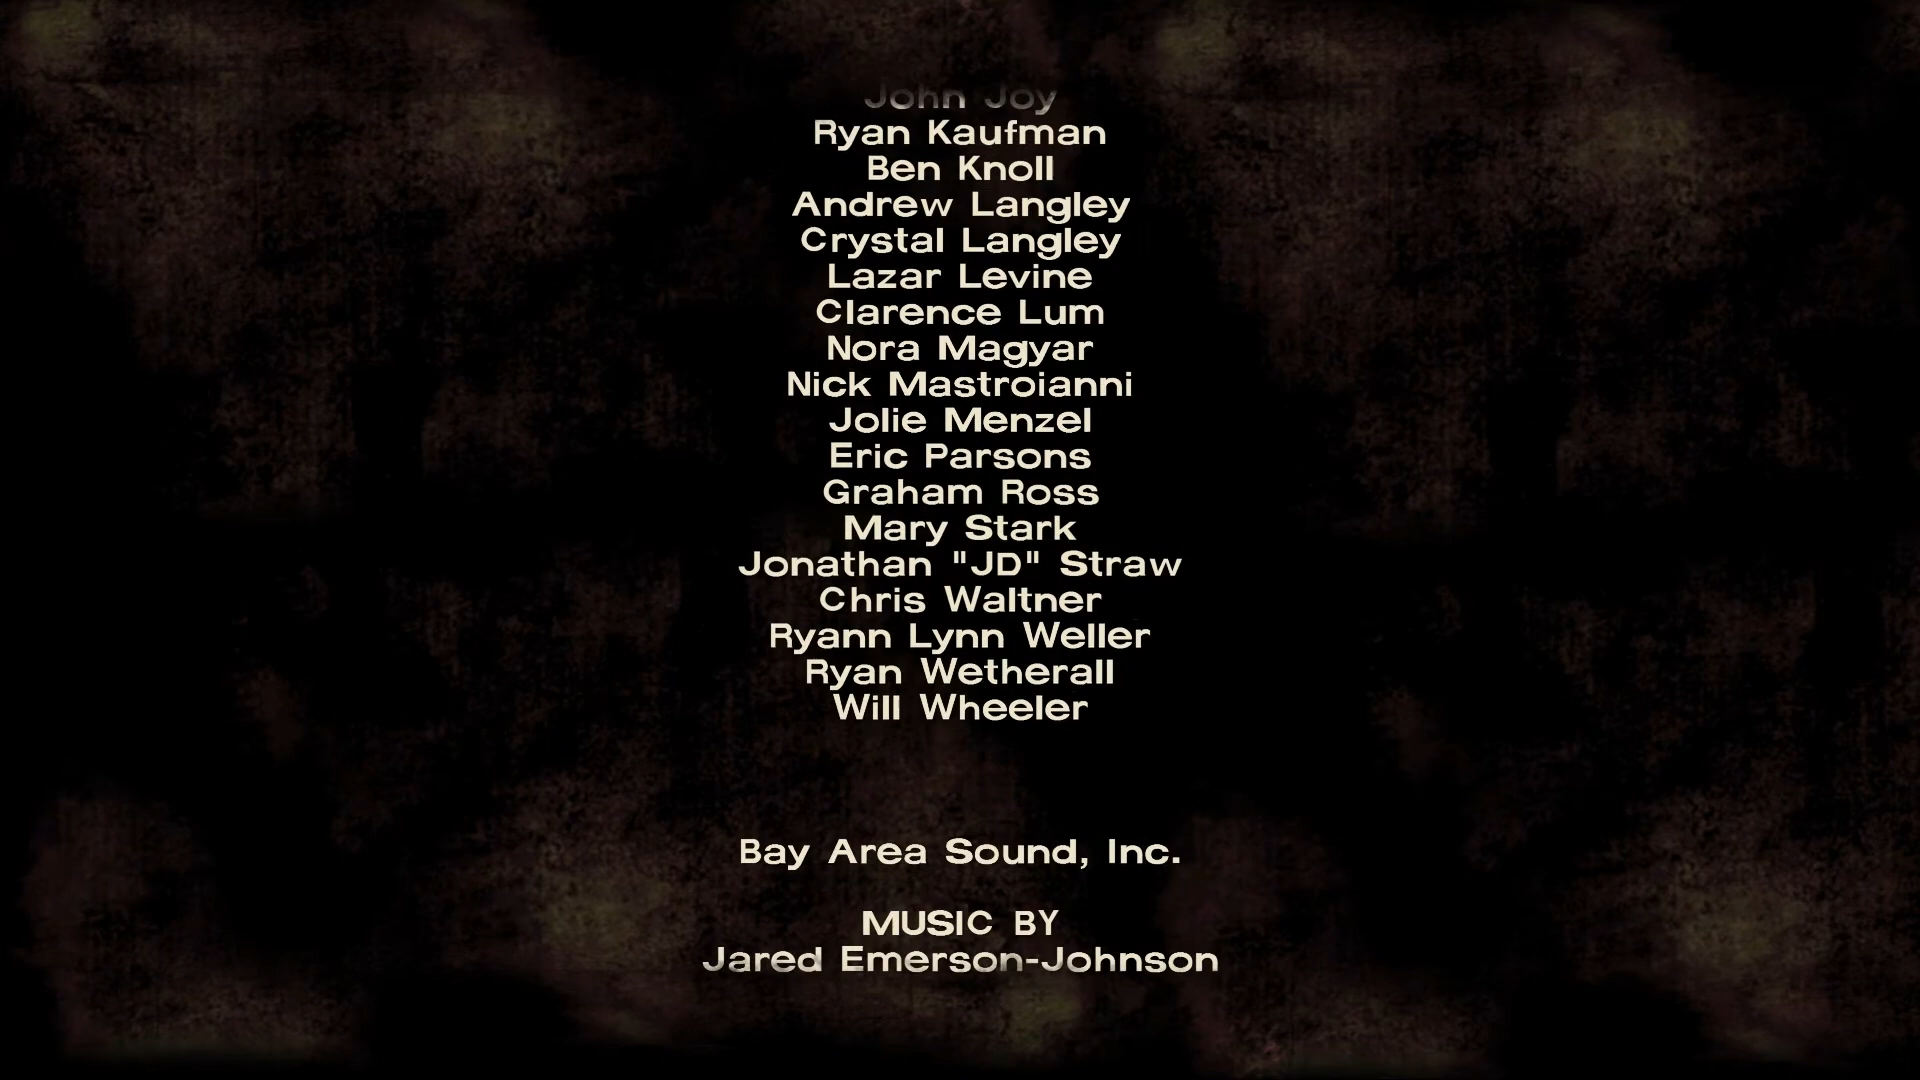 John Joy
Ryan Kaufman
Ben Knoll
Andrew Langley
Crystal Langley
Lazar Levine
Clarence Lum
Nora Magyar
Nick Mastroianni
Jolie Menzel
Eric Parsons
Graham Ross
Mary Stark
Jonathan "JD" Straw
Chris Waltner
Ryann Lynn Weller
Ryan Wetherall
Will Wheeler
Bay Area Sound, Inc.
MUSIC BY
Jared Emerson-Johnson